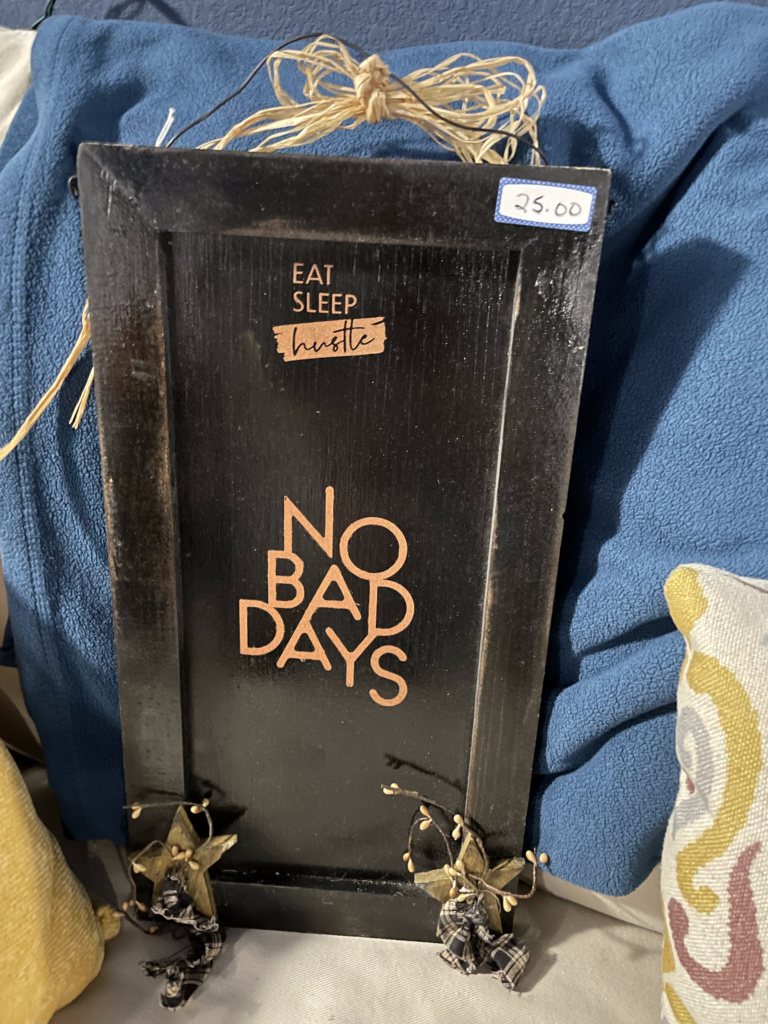 25.00
EAT
SLEEP
hustle
NO
BAD
DAYS